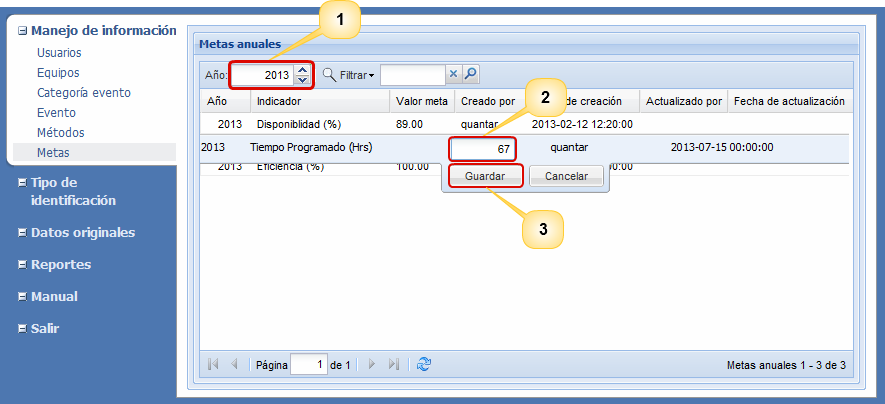 1
Manejo de información
Usuarios
Equipos
Categoría evento
Evento
Métodos
Metas
Tipo de
identificación
Datos originales
Reportes
Manual
Salir
Metas anuales
Año: 2013 Filtrar
Año Indicador Valor meta Creado por 2 de creación Actualizado por Fecha de actualización
2013 Disponiblidad (%) 89.00 quantar 2013-02-12 12:20:00
2013 Tiempo Programado (Hrs) 67 quantar 2013-07-15 00:00:00
2013 Eficiencia (%) 100.00 00:00
Guardar Cancelar
3
Página 1 de 1 Metas anuales 1 - 3 de 3